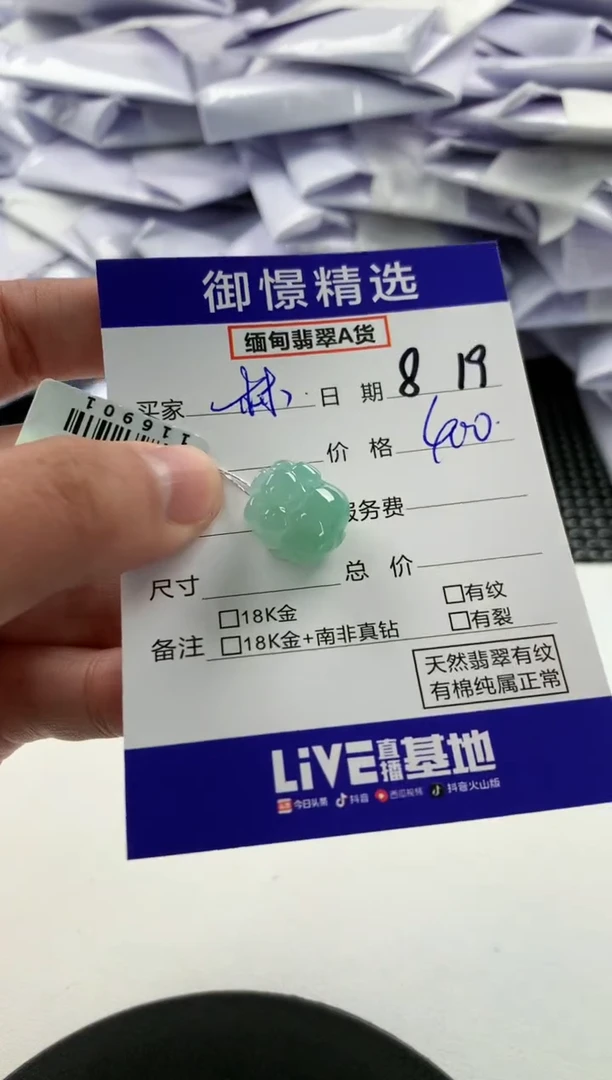 御憬精选
缅甸翡翠A货
买家 林 日 期 8 19
价 格 400
服务费
尺寸 总 价
□18K金 □有纹
备注 □18K金+南非真钻 □有裂
天然翡翠有纹
有棉纯属正常
LiVE直播基地
今日头条 抖音 西瓜视频 抖音火山版
116901